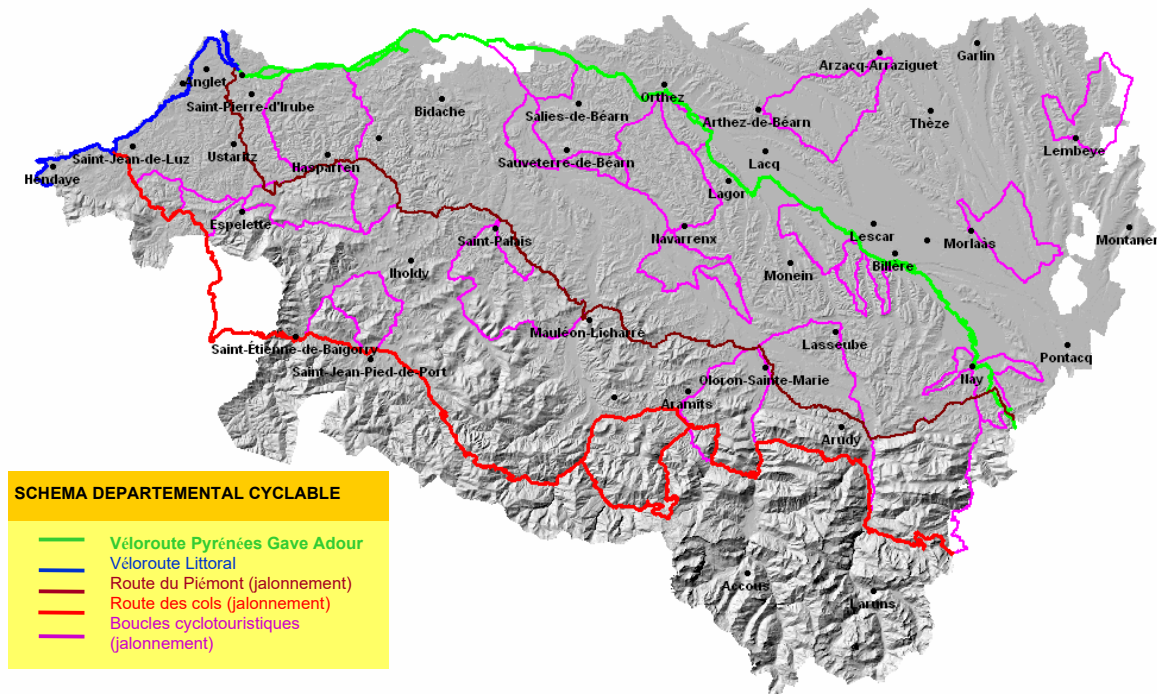 Garlin
Arzacq-Arraziguet
Anglet
Orthez
Saint-Pierre-d'Irube
Bidache
Salies-de-Béarn
Arthez-de-Béarn
Thèze
Lembeye
Saint-Jean-de-Luz
Ustaritz
Hasparren
Sauveterre-de-Béarn
Lacq
Hendaye
Lagor
Espelette
Saint-Palais
Navarrenx
Lescar
Morlaàs
Montaner
Iholdy
Monein
Billère
Mauléon-Licharre
Lasseube
Saint-Étienne-de-Baigorry
Pontacq
Saint-Jean-Pied-de-Port
Oloron-Sainte-Marie
Nay
Aramits
Arudy
Accous
Laruns
SCHEMA DEPARTEMENTAL CYCLABLE
Véloroute Pyrénées Gave Adour
Véloroute Littoral
Route du Piémont (jalonnement)
Route des cols (jalonnement)
Boucles cyclotouristiques
(jalonnement)